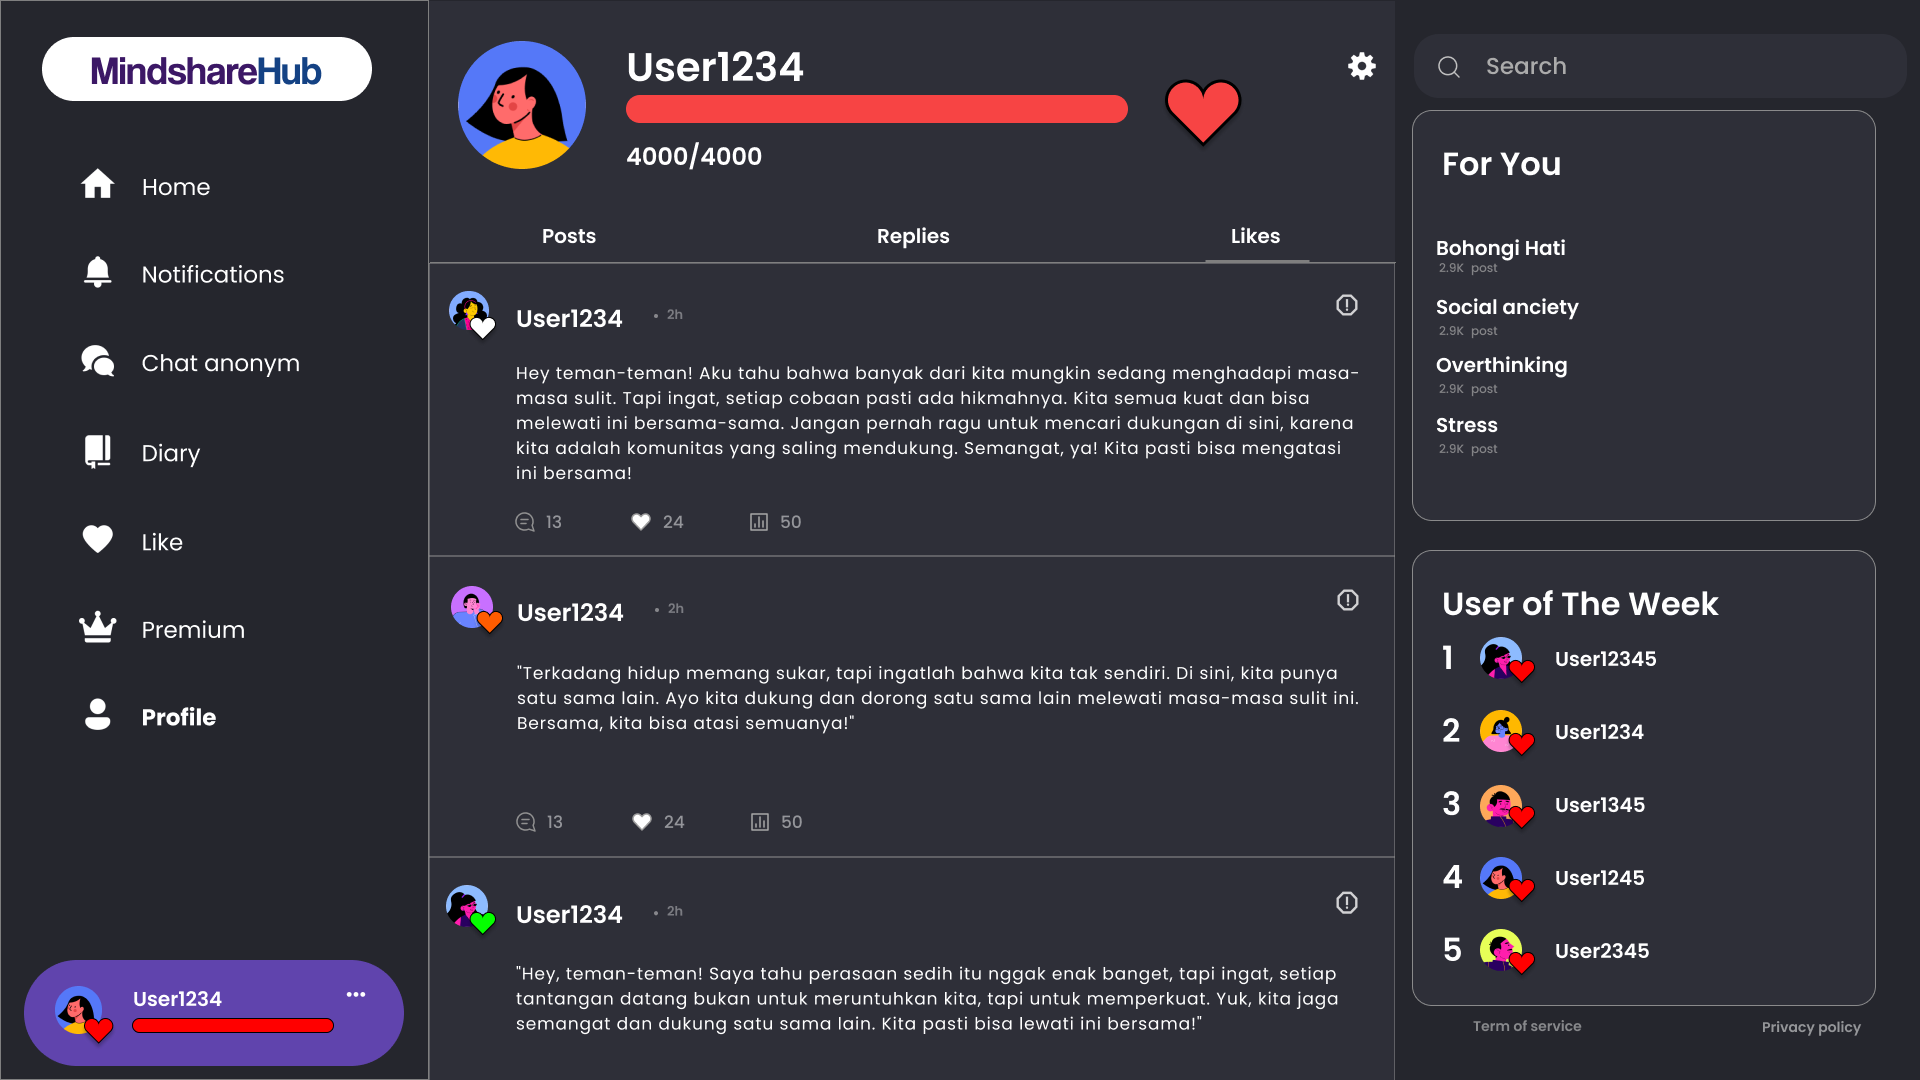 MindshareHub
Home
Notifications
Chat anonym
Diary
Like
Premium
Profile
User1234
User1234
4000/4000
Posts
Replies
Likes
User1234
• 2h
Hey teman-teman! Aku tahu bahwa banyak dari kita mungkin sedang menghadapi masa-
masa sulit. Tapi ingat, setiap cobaan pasti ada hikmahnya. Kita semua kuat dan bisa
melewati ini bersama-sama. Jangan pernah ragu untuk mencari dukungan di sini, karena
kita adalah komunitas yang saling mendukung. Semangat, ya! Kita pasti bisa mengatasi
ini bersama!
13
24
50
User1234
• 2h
"Terkadang hidup memang sukar, tapi ingatlah bahwa kita tak sendiri. Di sini, kita punya
satu sama lain. Ayo kita dukung dan dorong satu sama lain melewati masa-masa sulit ini.
Bersama, kita bisa atasi semuanya!"
13
24
50
User1234
• 2h
"Hey, teman-teman! Saya tahu perasaan sedih itu nggak enak banget, tapi ingat, setiap
tantangan datang bukan untuk meruntuhkan kita, tapi untuk memperkuat. Yuk, kita jaga
semangat dan dukung satu sama lain. Kita pasti bisa lewati ini bersama!"
Search
For You
Bohongi Hati
2.9K post
Social anciety
2.9K post
Overthinking
2.9K post
Stress
2.9K post
User of The Week
1 User12345
2 User1234
3 User1345
4 User1245
5 User2345
Term of service
Privacy policy